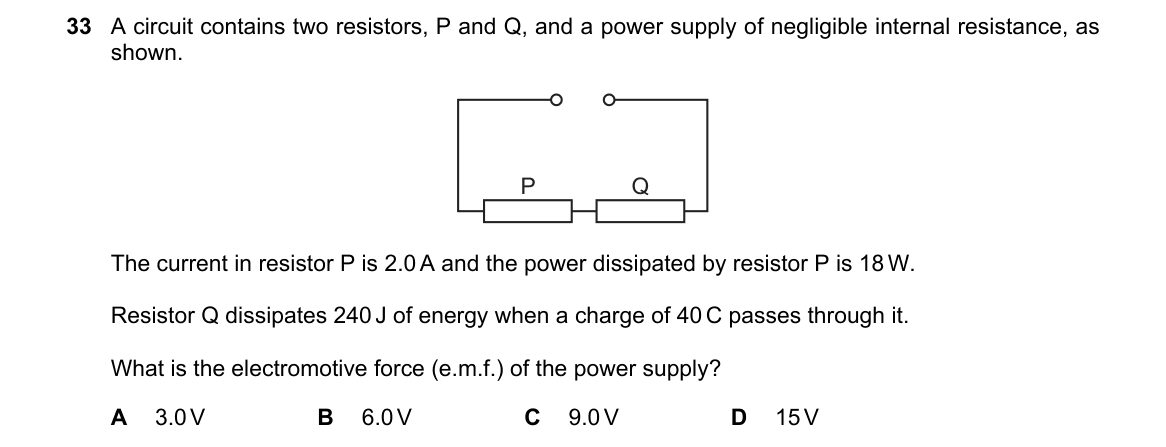 33 A circuit contains two resistors, P and Q, and a power supply of negligible internal resistance, as
shown.
P Q
The current in resistor P is 2.0 A and the power dissipated by resistor P is 18 W.
Resistor Q dissipates 240 J of energy when a charge of 40 C passes through it.
What is the electromotive force (e.m.f.) of the power supply?
A 3.0 V B 6.0 V C 9.0 V D 15 V